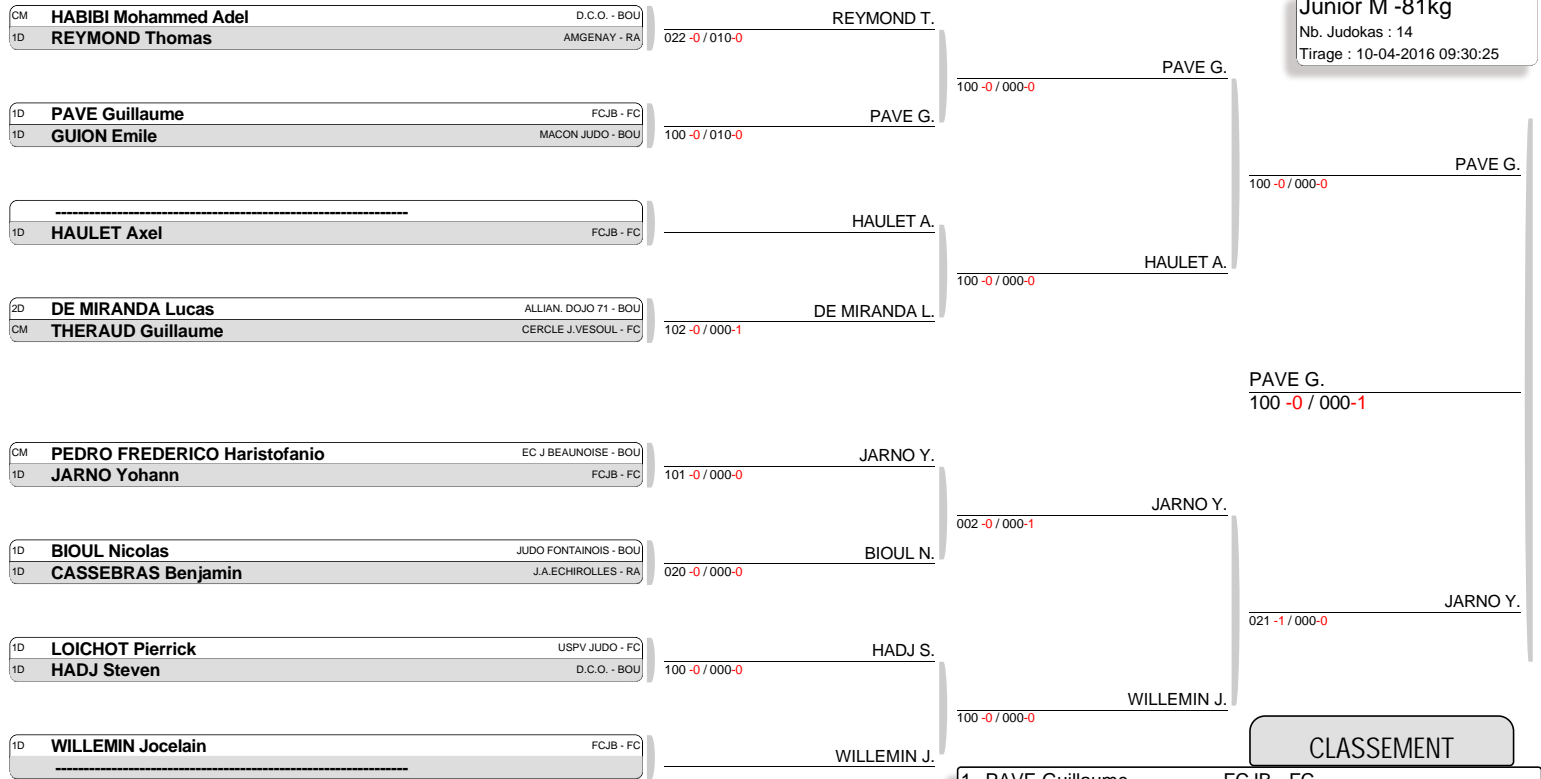 Junior M -81kg
Nb. Judokas : 14
Tirage : 10-04-2016 09:30:25
CM HABIBI Mohammed Adel D.C.O. - BOU
1D REYMOND Thomas AMGENAY - RA
REYMOND T.
022 -0 / 010-0
PAVE G.
100 -0 / 000-0
1D PAVE Guillaume FCJB - FC
1D GUION Emile MACON JUDO - BOU
PAVE G.
100 -0 / 010-0
PAVE G.
100 -0 / 000-0
----------------------------------------------------------------
1D HAULET Axel FCJB - FC
HAULET A.
HAULET A.
100 -0 / 000-0
2D DE MIRANDA Lucas ALLIAN. DOJO 71 - BOU
CM THERAUD Guillaume CERCLE J.VESOUL - FC
DE MIRANDA L.
102 -0 / 000-1
PAVE G.
100 -0 / 000-1
CM PEDRO FREDERICO Haristofanio EC J BEAUNOISE - BOU
1D JARNO Yohann FCJB - FC
JARNO Y.
101 -0 / 000-0
JARNO Y.
002 -0 / 000-1
1D BIOUL Nicolas JUDO FONTAINOIS - BOU
1D CASSEBRAS Benjamin J.A.ECHIROLLES - RA
BIOUL N.
020 -0 / 000-0
JARNO Y.
021 -1 / 000-0
1D LOICHOT Pierrick USPV JUDO - FC
1D HADJ Steven D.C.O. - BOU
HADJ S.
100 -0 / 000-0
WILLEMIN J.
100 -0 / 000-0
1D WILLEMIN Jocelain FCJB - FC
----------------------------------------------------------------
WILLEMIN J.
CLASSEMENT
1 PAVE Guillaume FCJB - FC